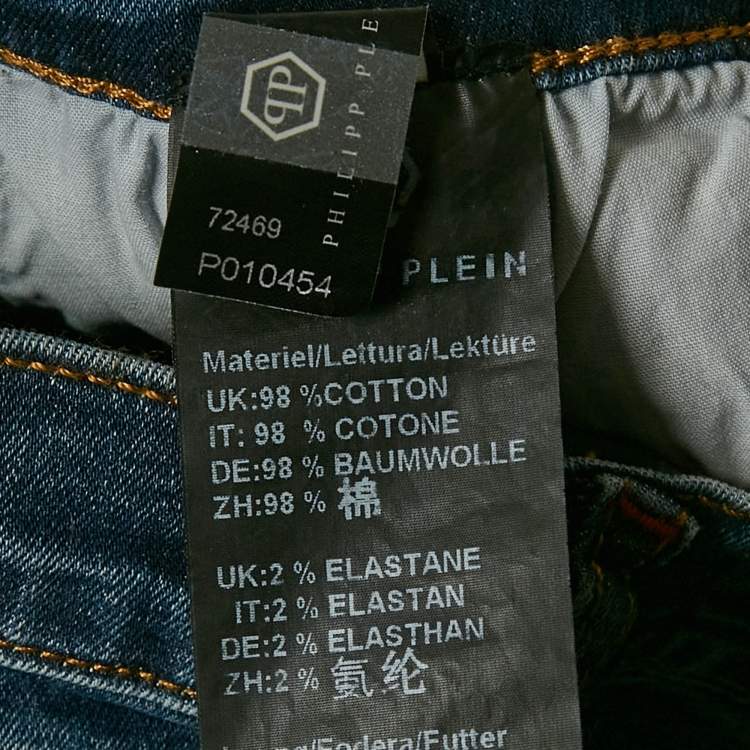 PHILIPP PLE
72469
P010454
PLEIN
Materiel/Lettura/Lektüre
UK:98 %COTTON
IT: 98 % COTONE
DE:98 % BAUMWOLLE
ZH:98 % 棉
UK:2 % ELASTANE
IT:2 % ELASTAN
DE:2 % ELASTHAN
ZH:2 % 氨纶
/Fodera/Futter